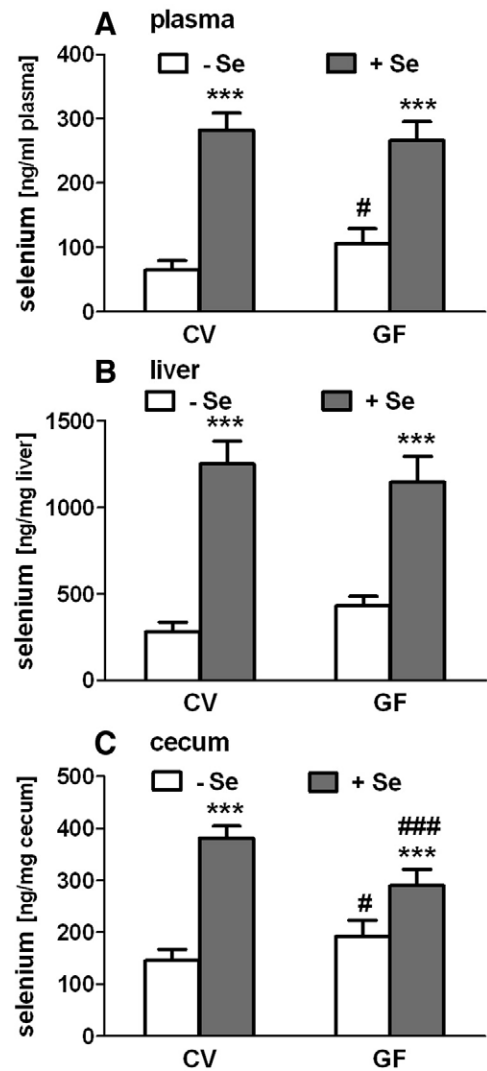 A plasma
- Se + Se
400
300
200
100
0
selenium [ng/ml plasma]
***
#
***
CV GF
B liver
- Se + Se
1500
1000
500
0
selenium [ng/mg liver]
***
***
CV GF
C cecum
- Se + Se
500
400
300
200
100
0
selenium [ng/mg cecum]
***
#
###
***
CV GF